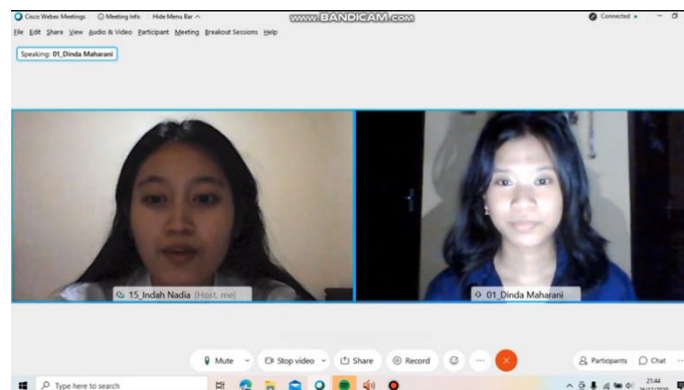 Cisco Webex Meetings Meeting Info Hide Menu Bar
WWW.BANDICAM.COM
Connected
File Edit Share View Audio & Video Participant Meeting Breakout Sessions Help
Speaking: 01_Dinda Maharani
15_Indah Nadia (Host, me)
01_Dinda Maharani
Mute
Stop video
Share
Record
Participants
Chat
Type here to search
21:44